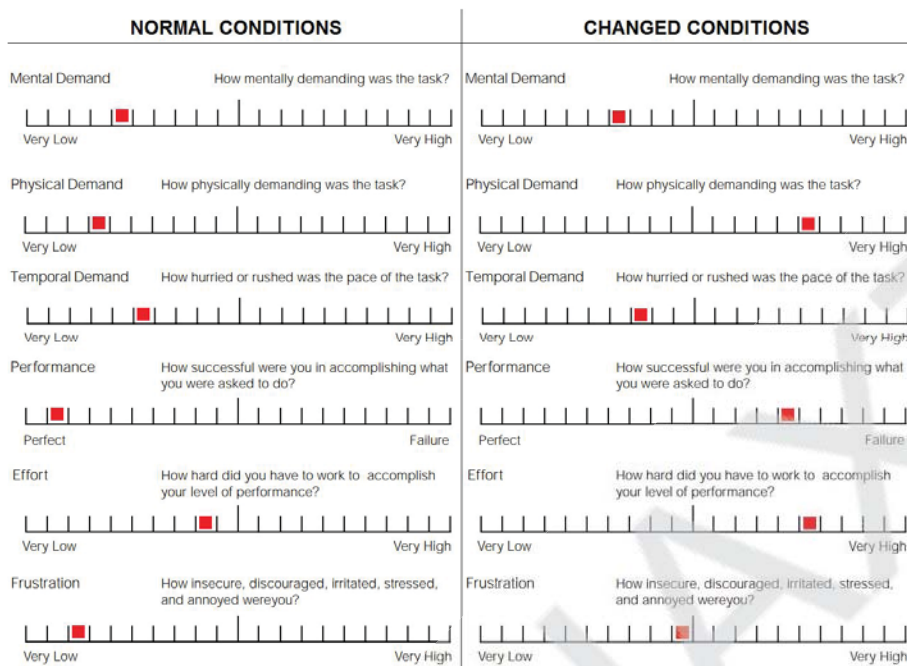 NORMAL CONDITIONS
Mental Demand How mentally demanding was the task?
Very Low Very High
Physical Demand How physically demanding was the task?
Very Low Very High
Temporal Demand How hurried or rushed was the pace of the task?
Very Low Very High
Performance How successful were you in accomplishing what
you were asked to do?
Perfect Failure
Effort How hard did you have to work to accomplish
your level of performance?
Very Low Very High
Frustration How insecure, discouraged, irritated, stressed,
and annoyed wereyou?
Very Low Very High
CHANGED CONDITIONS
Mental Demand How mentally demanding was the task?
Very Low Very High
Physical Demand How physically demanding was the task?
Very Low Very High
Temporal Demand How hurried or rushed was the pace of the task?
Very Low Very High
Performance How successful were you in accomplishing what
you were asked to do?
Perfect Failure
Effort How hard did you have to work to accomplish
your level of performance?
Very Low Very High
Frustration How insecure, discouraged, irritated, stressed,
and annoyed wereyou?
Very Low Very High